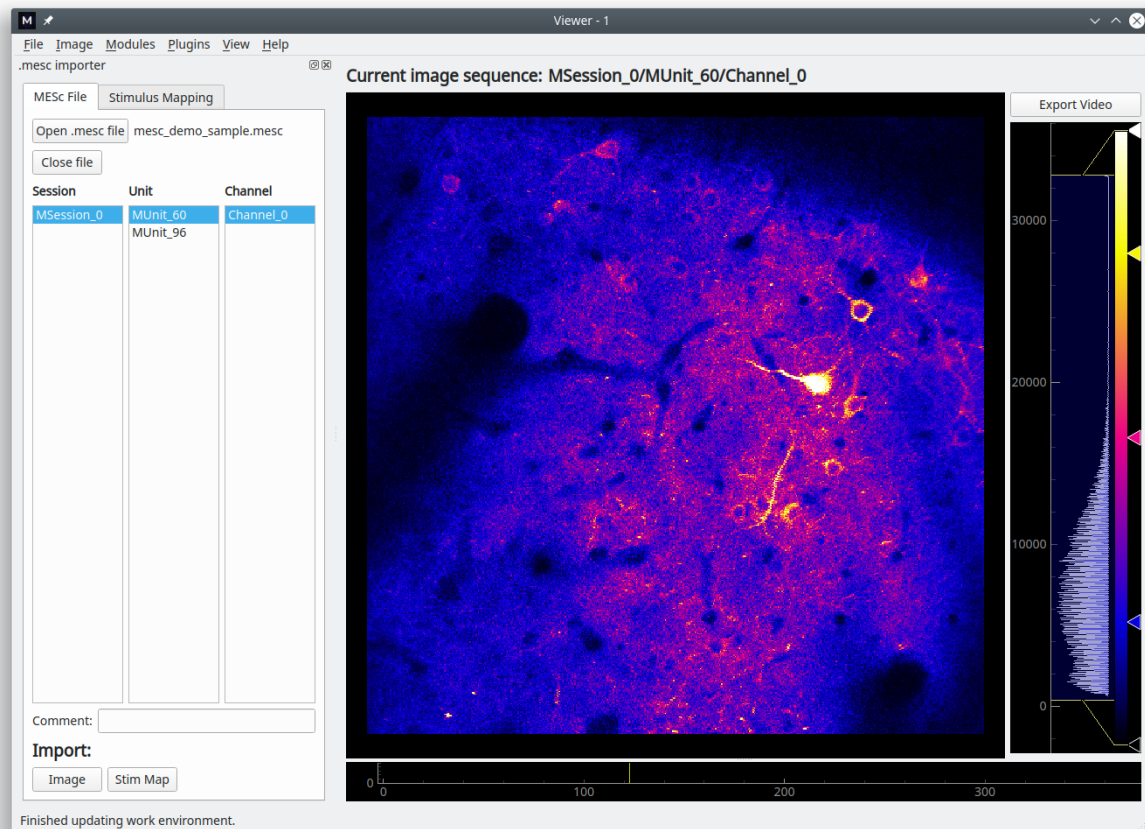 M
Viewer - 1
File Image Modules Plugins View Help
.mesc importer
Current image sequence: MSession_0/MUnit_60/Channel_0
MESc File Stimulus Mapping
Export Video
Open .mesc file mesc_demo_sample.mesc
Close file
Session Unit Channel
MSession_0 MUnit_60 Channel_0
MUnit_96
30000
20000
10000
0
Comment:
Import:
Image Stim Map
0
0 100 200 300
Finished updating work environment.